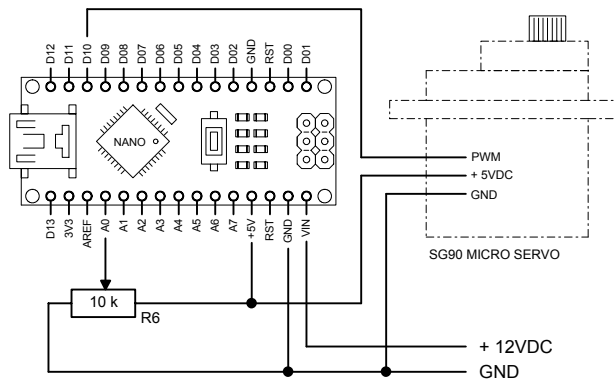 D12
D11
D10
D09
D08
D07
D06
D05
D04
D03
D02
GND
RST
D00
D01
NANO
PWM
+ 5VDC
GND
SG90 MICRO SERVO
D13
3V3
AREF
A0
A1
A2
A3
A4
A5
A6
A7
+5V
RST
GND
VIN
10 k
R6
+ 12VDC
GND